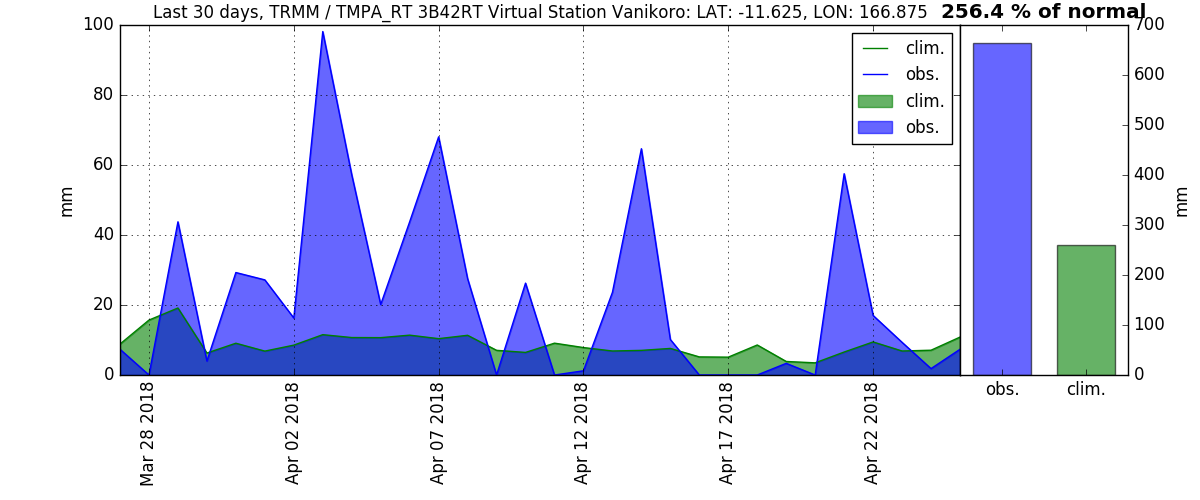 Last 30 days, TRMM / TMPA_RT 3B42RT Virtual Station Vanikoro: LAT: -11.625, LON: 166.875
256.4 % of normal
100
80
60
40
20
0
mm
clim.
obs.
clim.
obs.
Mar 28 2018
Apr 02 2018
Apr 07 2018
Apr 12 2018
Apr 17 2018
Apr 22 2018
700
600
500
400
300
200
100
0
mm
obs.
clim.